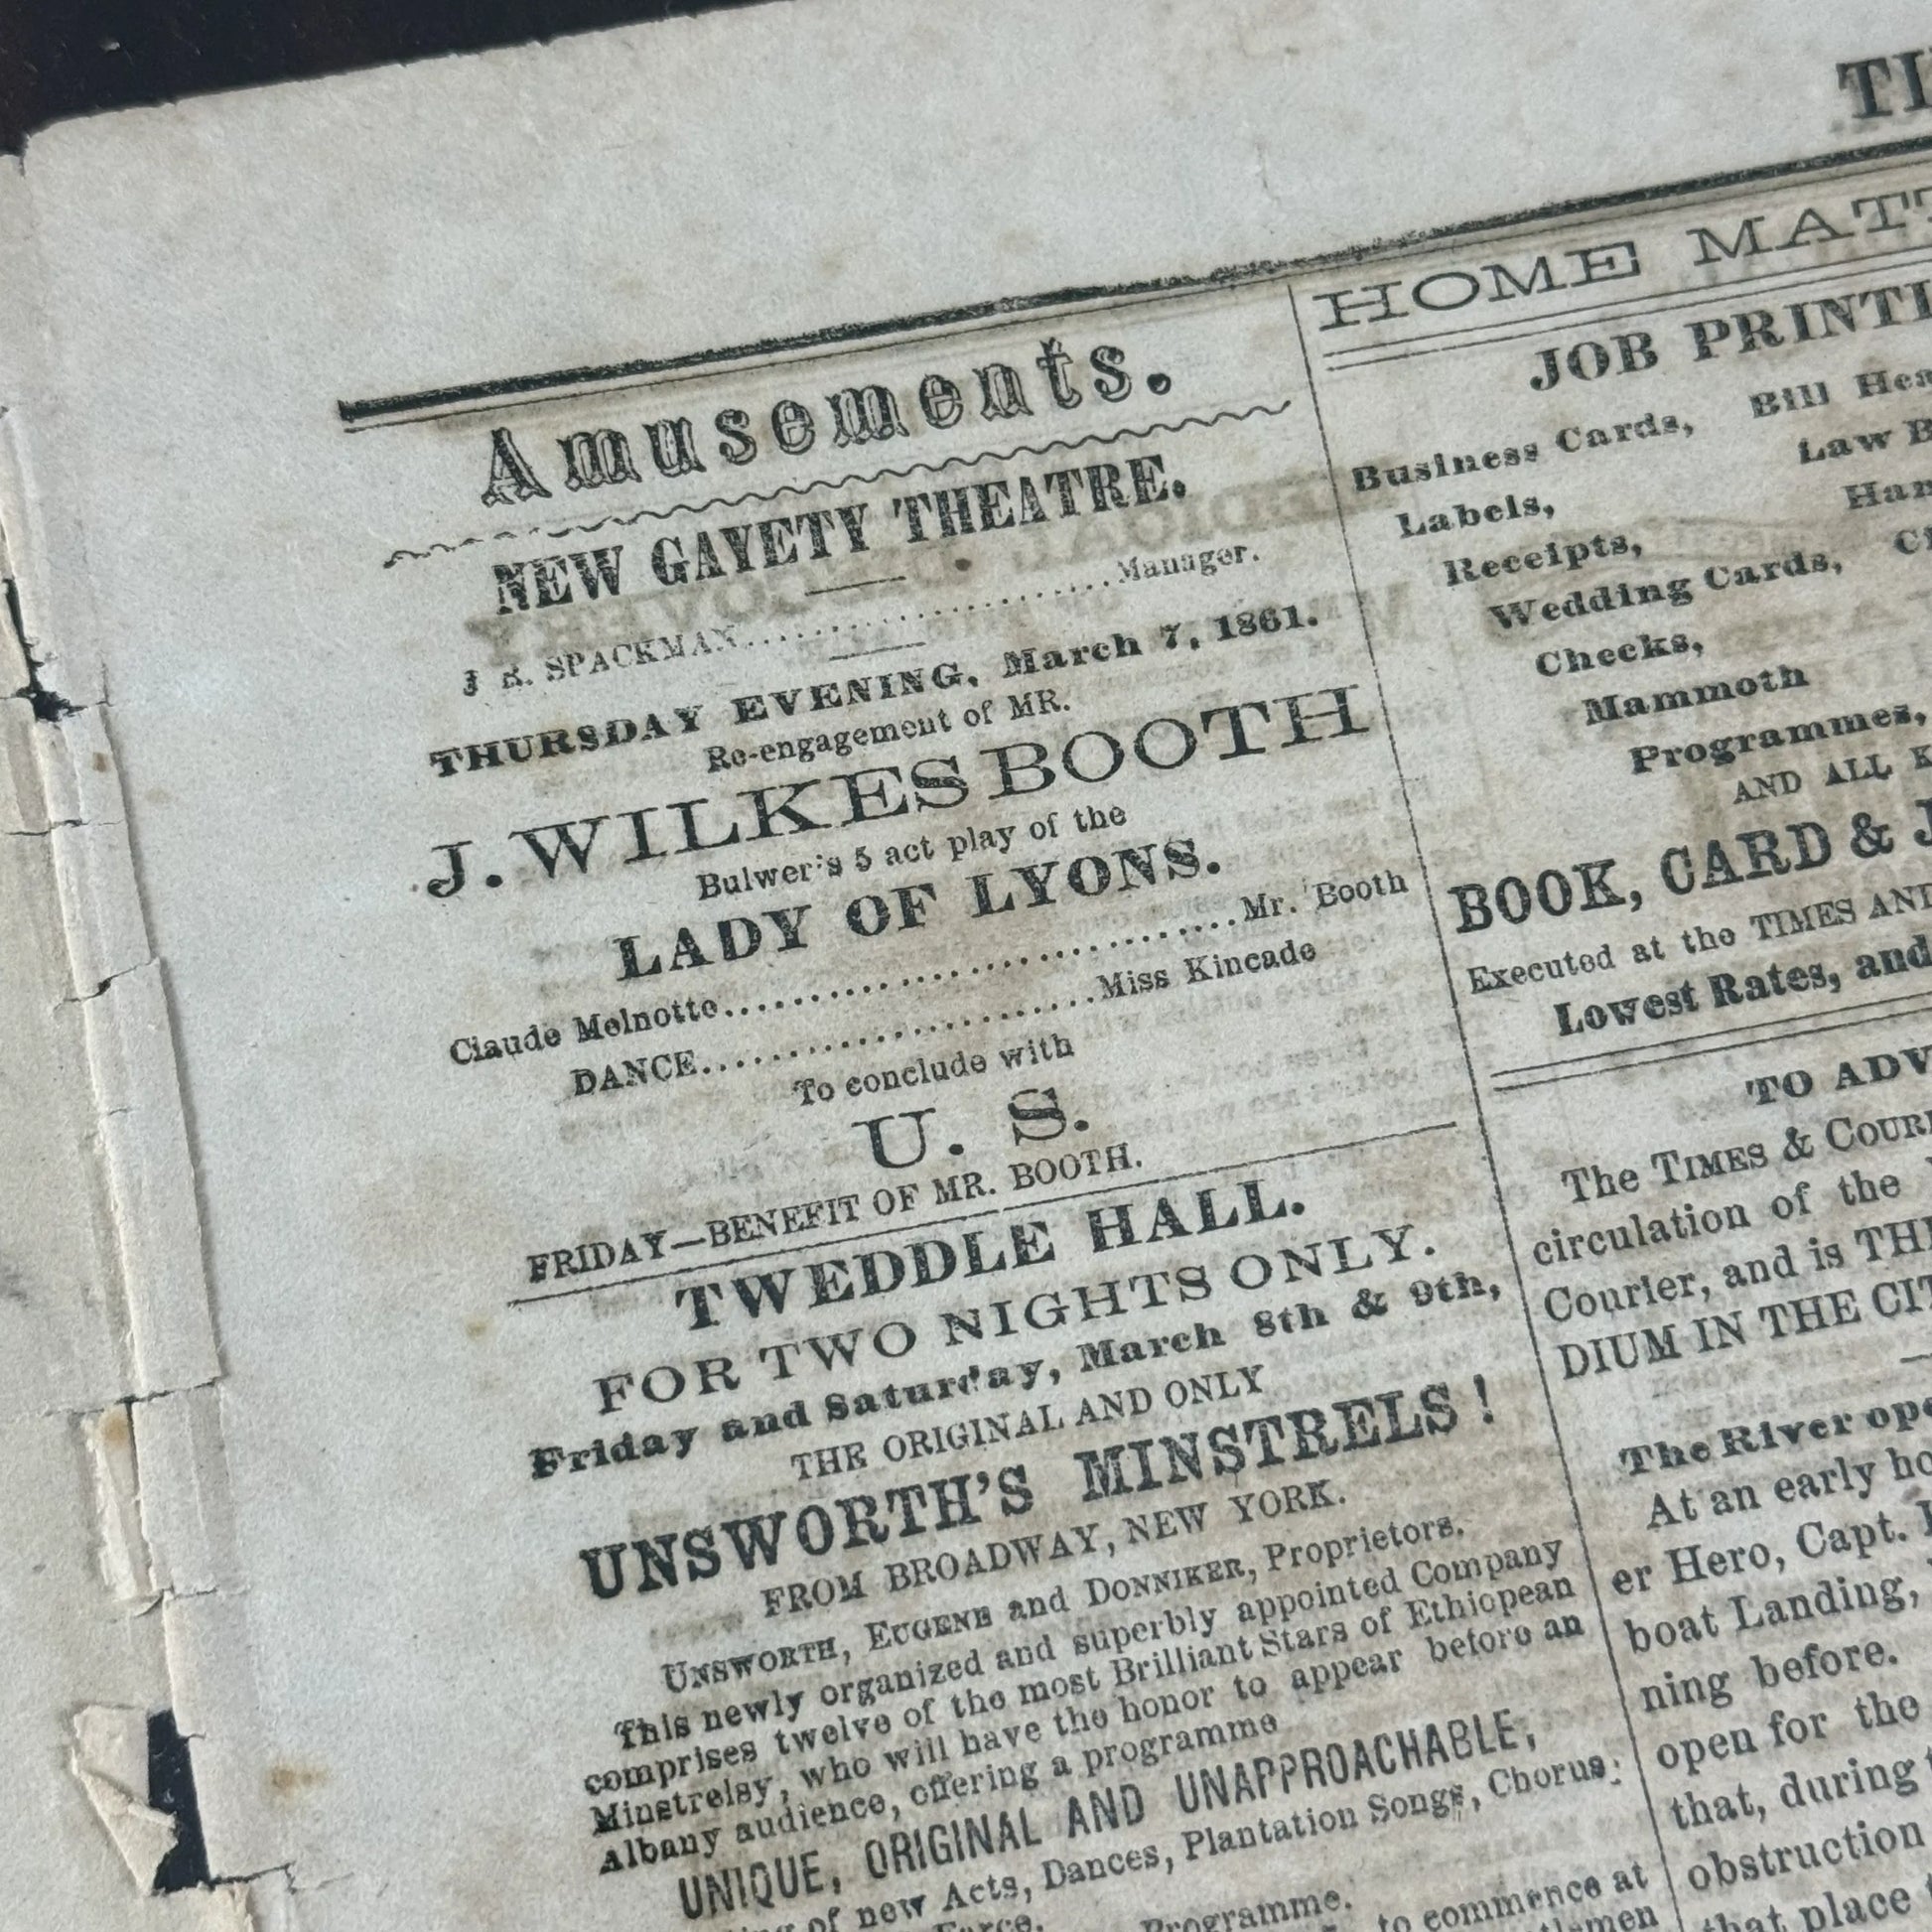 Amusements.
NEW GAYETY THEATRE.
J R. SPACKMAN..............................Manager.
THURSDAY EVENING, March 7, 1861.
Re-engagement of MR.
J. WILKES BOOTH
Bulwer's 5 act play of the
LADY OF LYONS.
Claude Melnotte........................................Mr. Booth
DANCE..............................Miss Kincade
To conclude with
U. S.
FRIDAY—BENEFIT OF MR. BOOTH.
TWEDDLE HALL.
FOR TWO NIGHTS ONLY.
Friday and Saturday, March 8th & 9th,
THE ORIGINAL AND ONLY
UNSWORTH'S MINSTRELS!
FROM BROADWAY, NEW YORK.
UNSWORTH, EUGENE and DONNIKER, Proprietors.
This newly organized and superbly appointed Company
comprises twelve of the most Brilliant Stars of Ethiopean
Minstrelsy, who will have the honor to appear before an
Albany audience, offering a programme
UNIQUE, ORIGINAL AND UNAPPROACHABLE,
of new Acts, Dances, Plantation Songs, Chorus;
Farce. Programme.
to commence at
TI
HOME MATT
JOB PRINTI
Business Cards, Bill Hea
Labels, Law B
Receipts, Han
Wedding Cards, Ci
Checks,
Mammoth
Programmes,
AND ALL K
BOOK, CARD & J
Executed at the TIMES AND
Lowest Rates, and
TO ADV
The TIMES & COURI
circulation of the
Courier, and is THE
DIUM IN THE CIT
The River ope
At an early ho
er Hero, Capt.
boat Landing,
ning before.
open for the
that, during
obstruction
that place